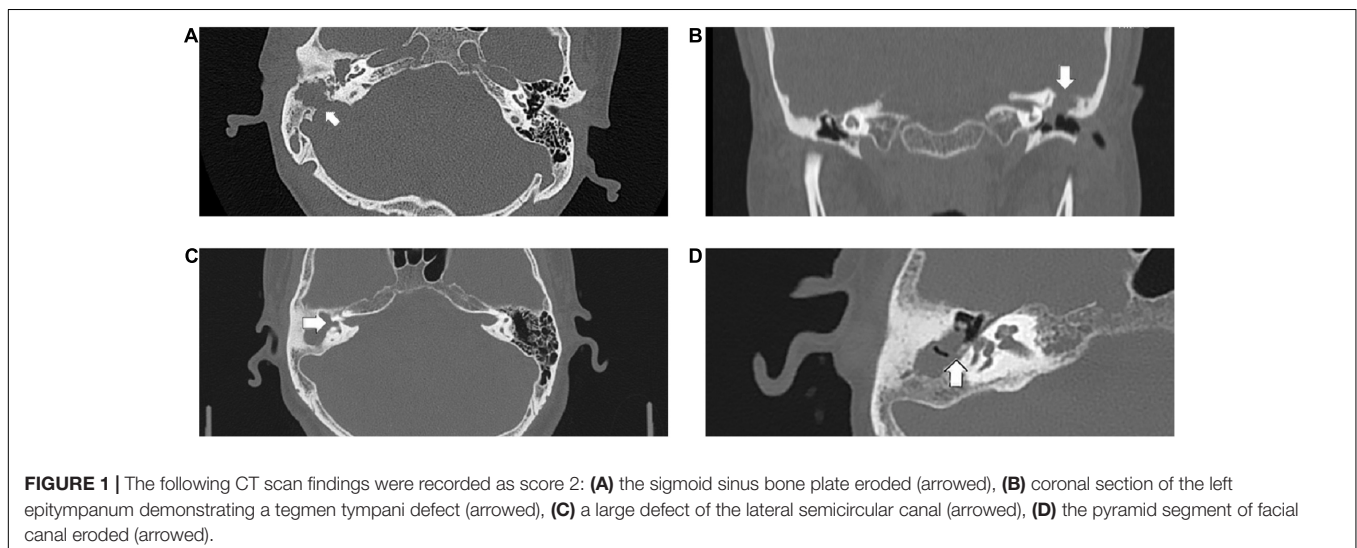 A
B
C
D
FIGURE 1 | The following CT scan findings were recorded as score 2: (A) the sigmoid sinus bone plate eroded (arrowed), (B) coronal section of the left
epitympanum demonstrating a tegmen tympani defect (arrowed), (C) a large defect of the lateral semicircular canal (arrowed), (D) the pyramid segment of facial
canal eroded (arrowed).